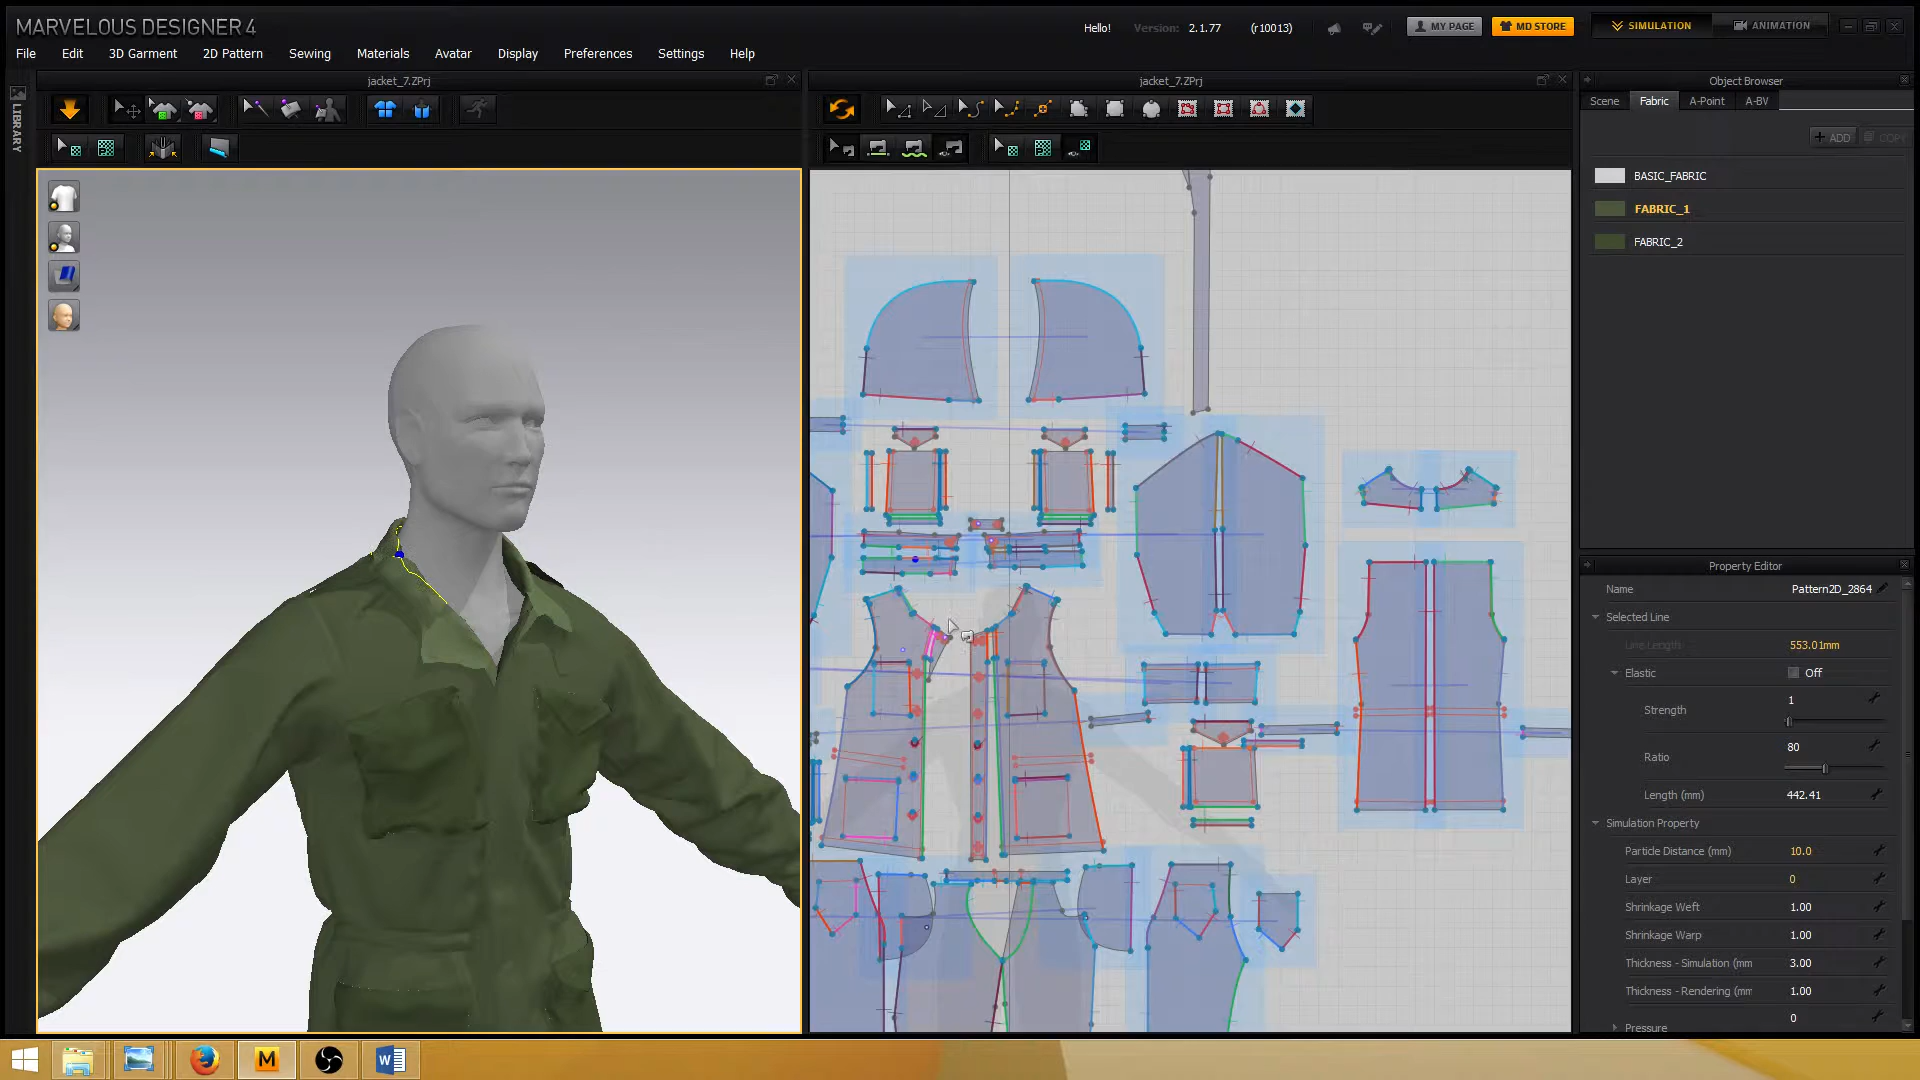 MARVELOUS DESIGNER 4
Hello! Version: 2.1.77 (r10013) MY PAGE MD STORE SIMULATION ANIMATION
File Edit 3D Garment 2D Pattern Sewing Materials Avatar Display Preferences Settings Help
jacket_7.ZPrj
jacket_7.ZPrj
Object Browser
LIBRARY
Scene Fabric A-Point A-BV
+ ADD COPY
BASIC_FABRIC
FABRIC_1
FABRIC_2
Property Editor
Name Pattern2D_2864
Selected Line
Line Length 553.01mm
Elastic Off
Strength 1
Ratio 80
Length (mm) 442.41
Simulation Property
Particle Distance (mm) 10.0
Layer 0
Shrinkage Weft 1.00
Shrinkage Warp 1.00
Thickness - Simulation (mm 3.00
Thickness - Rendering (mm 1.00
Pressure 0
M
W